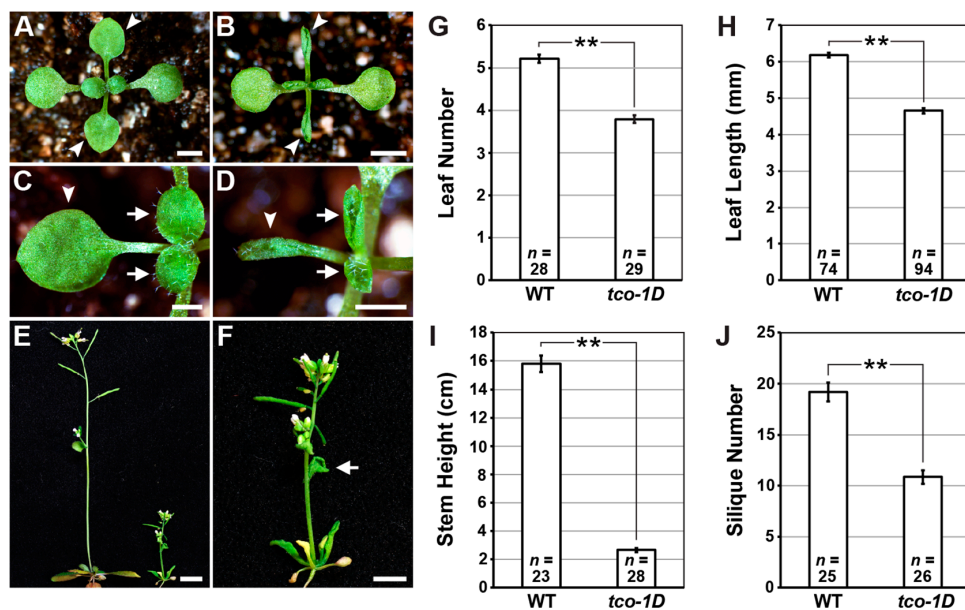 A
B
C
D
E
F
G
Leaf Number
6
5
4
3
2
1
0
**
n =
28
n =
29
WT
tco-1D
H
Leaf Length (mm)
7
6
5
4
3
2
1
0
**
n =
74
n =
94
WT
tco-1D
I
Stem Height (cm)
18
16
14
12
10
8
6
4
2
0
**
n =
23
n =
28
WT
tco-1D
J
Silique Number
25
20
15
10
5
0
**
n =
25
n =
26
WT
tco-1D